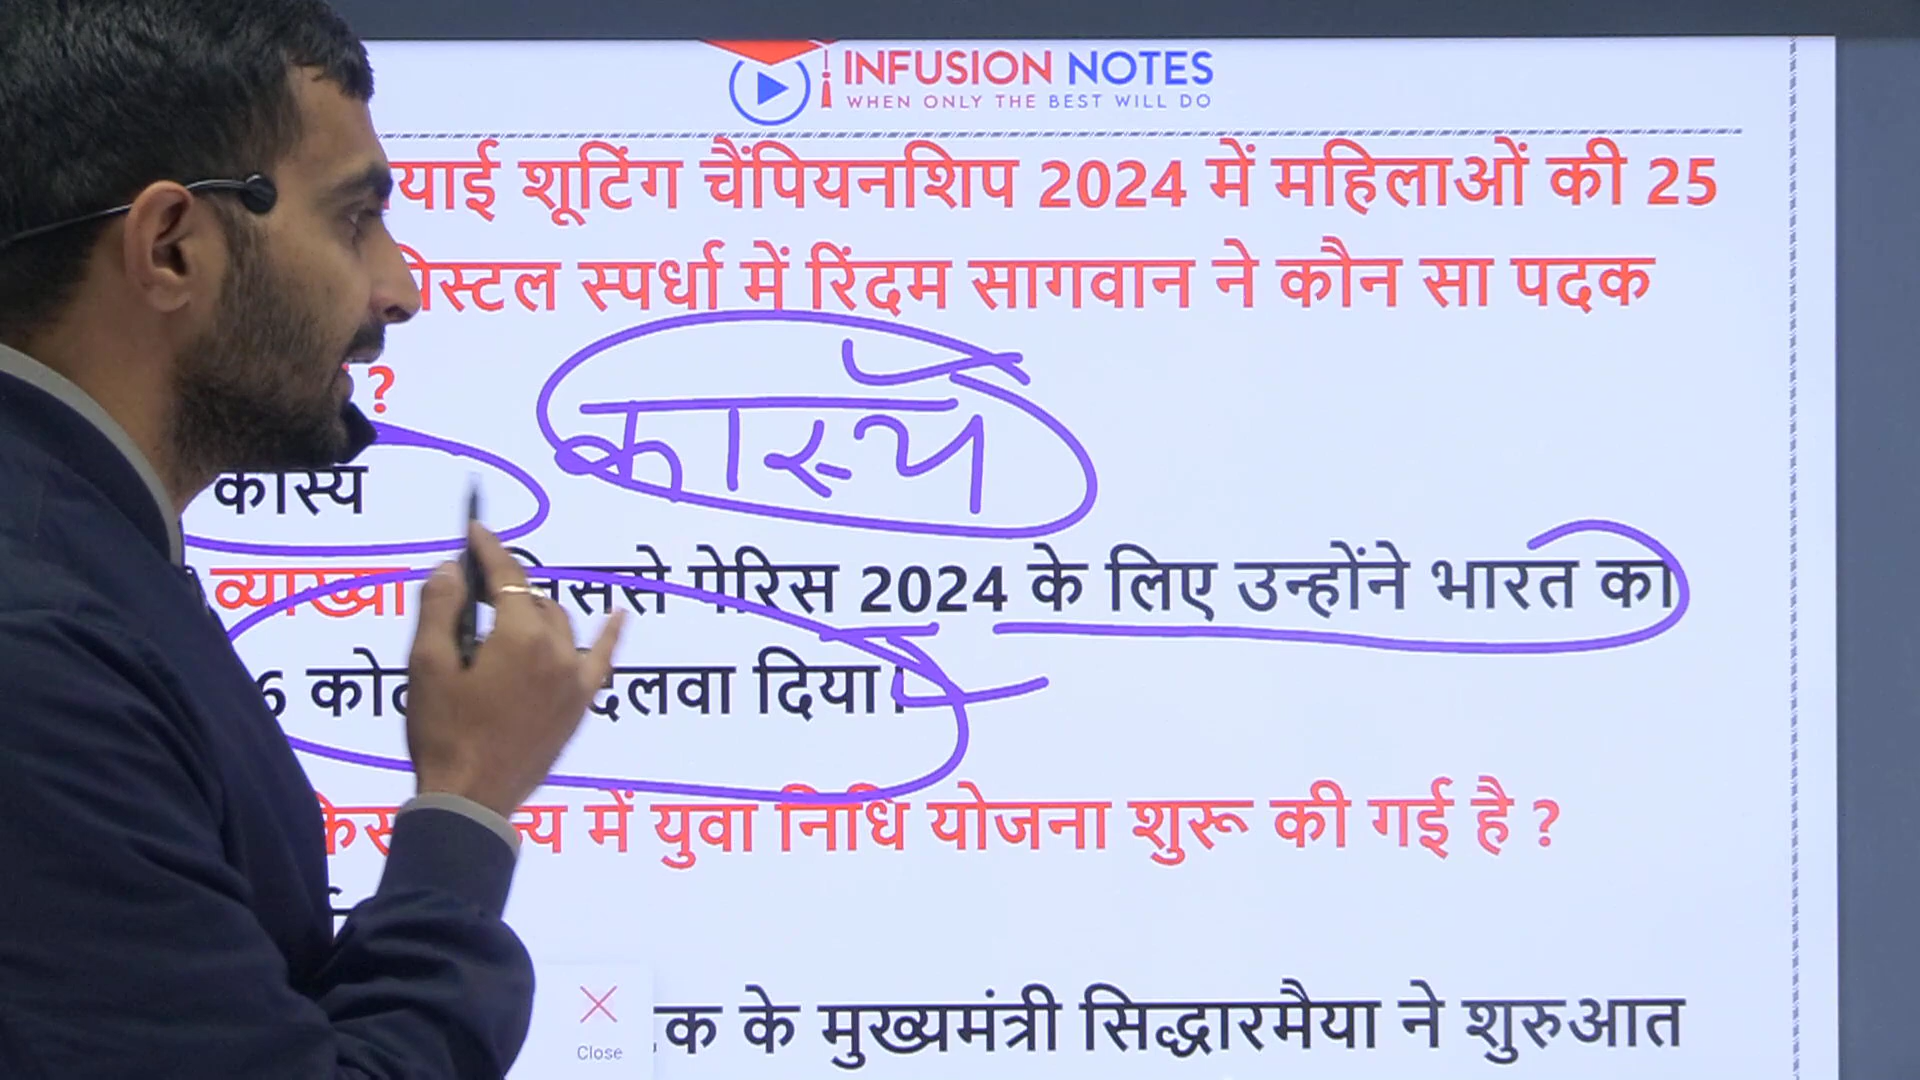 INFUSION NOTES
WHEN ONLY THE BEST WILL DO
शूटिंग चैंपियनशिप 2024 में महिलाओं की 25
स्पर्धा में रिंदम सागवान ने कौन सा पदक
?
कास्य
कांस्य
व्याख्या पेरिस 2024 के लिए उन्होंने भारत का
दिया।
में युवा निधि योजना शुरू की गई है ?
के मुख्यमंत्री सिद्धारमैया ने शुरुआत
Close